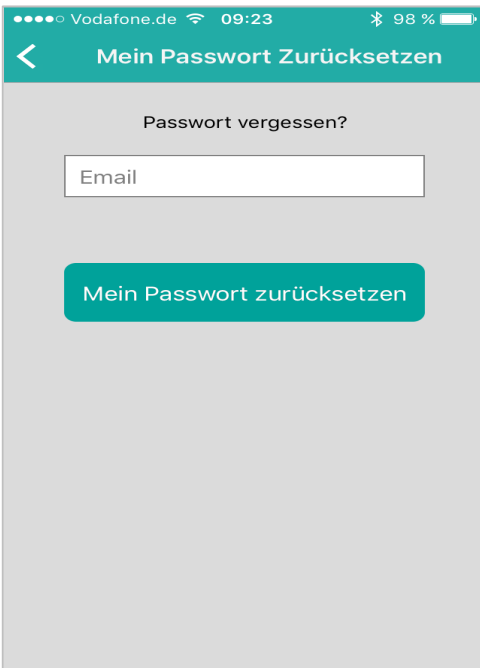 Vodafone.de 09:23 98 %
Mein Passwort Zurücksetzen
Passwort vergessen?
Email
Mein Passwort zurücksetzen